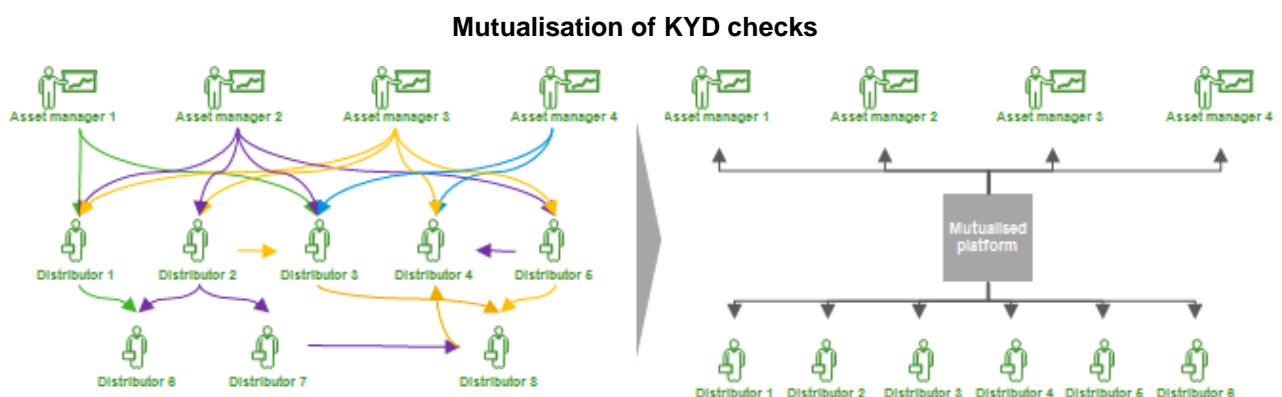 Mutualisation of KYD checks
Asset manager 1
Asset manager 2
Asset manager 3
Asset manager 4
Asset manager 1
Asset manager 2
Asset manager 3
Asset manager 4
Mutualised
platform
Distributor 1
Distributor 2
Distributor 3
Distributor 4
Distributor 5
Distributor 6
Distributor 7
Distributor 8
Distributor 1
Distributor 2
Distributor 3
Distributor 4
Distributor 5
Distributor 6